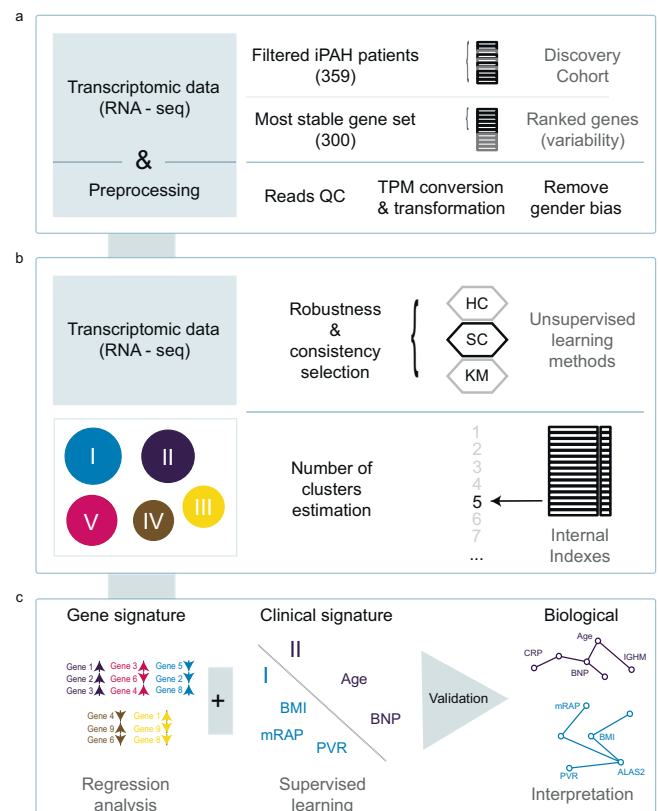 a
Transcriptomic data
(RNA - seq)
&
Preprocessing
Filtered iPAH patients
(359)
Discovery
Cohort
Most stable gene set
(300)
Ranked genes
(variability)
Reads QC
TPM conversion
& transformation
Remove
gender bias
b
Transcriptomic data
(RNA - seq)
Robustness
&
consistency
selection
HC
SC
KM
Unsupervised
learning
methods
I
II
III
IV
V
Number of
clusters
estimation
1
2
3
4
5
6
7
...
Internal
Indexes
c
Gene signature
Gene 1
Gene 2
Gene 3
Gene 3
Gene 6
Gene 4
Gene 5
Gene 2
Gene 8
Gene 4
Gene 9
Gene 6
Gene 1
Gene 9
Gene 8
Regression
analysis
+
Clinical signature
II
I
Age
BMI
BNP
mRAP
PVR
Supervised
learning
Validation
Biological
Age
CRP
IGHM
BNP
mRAP
BMI
PVR
ALAS2
Interpretation